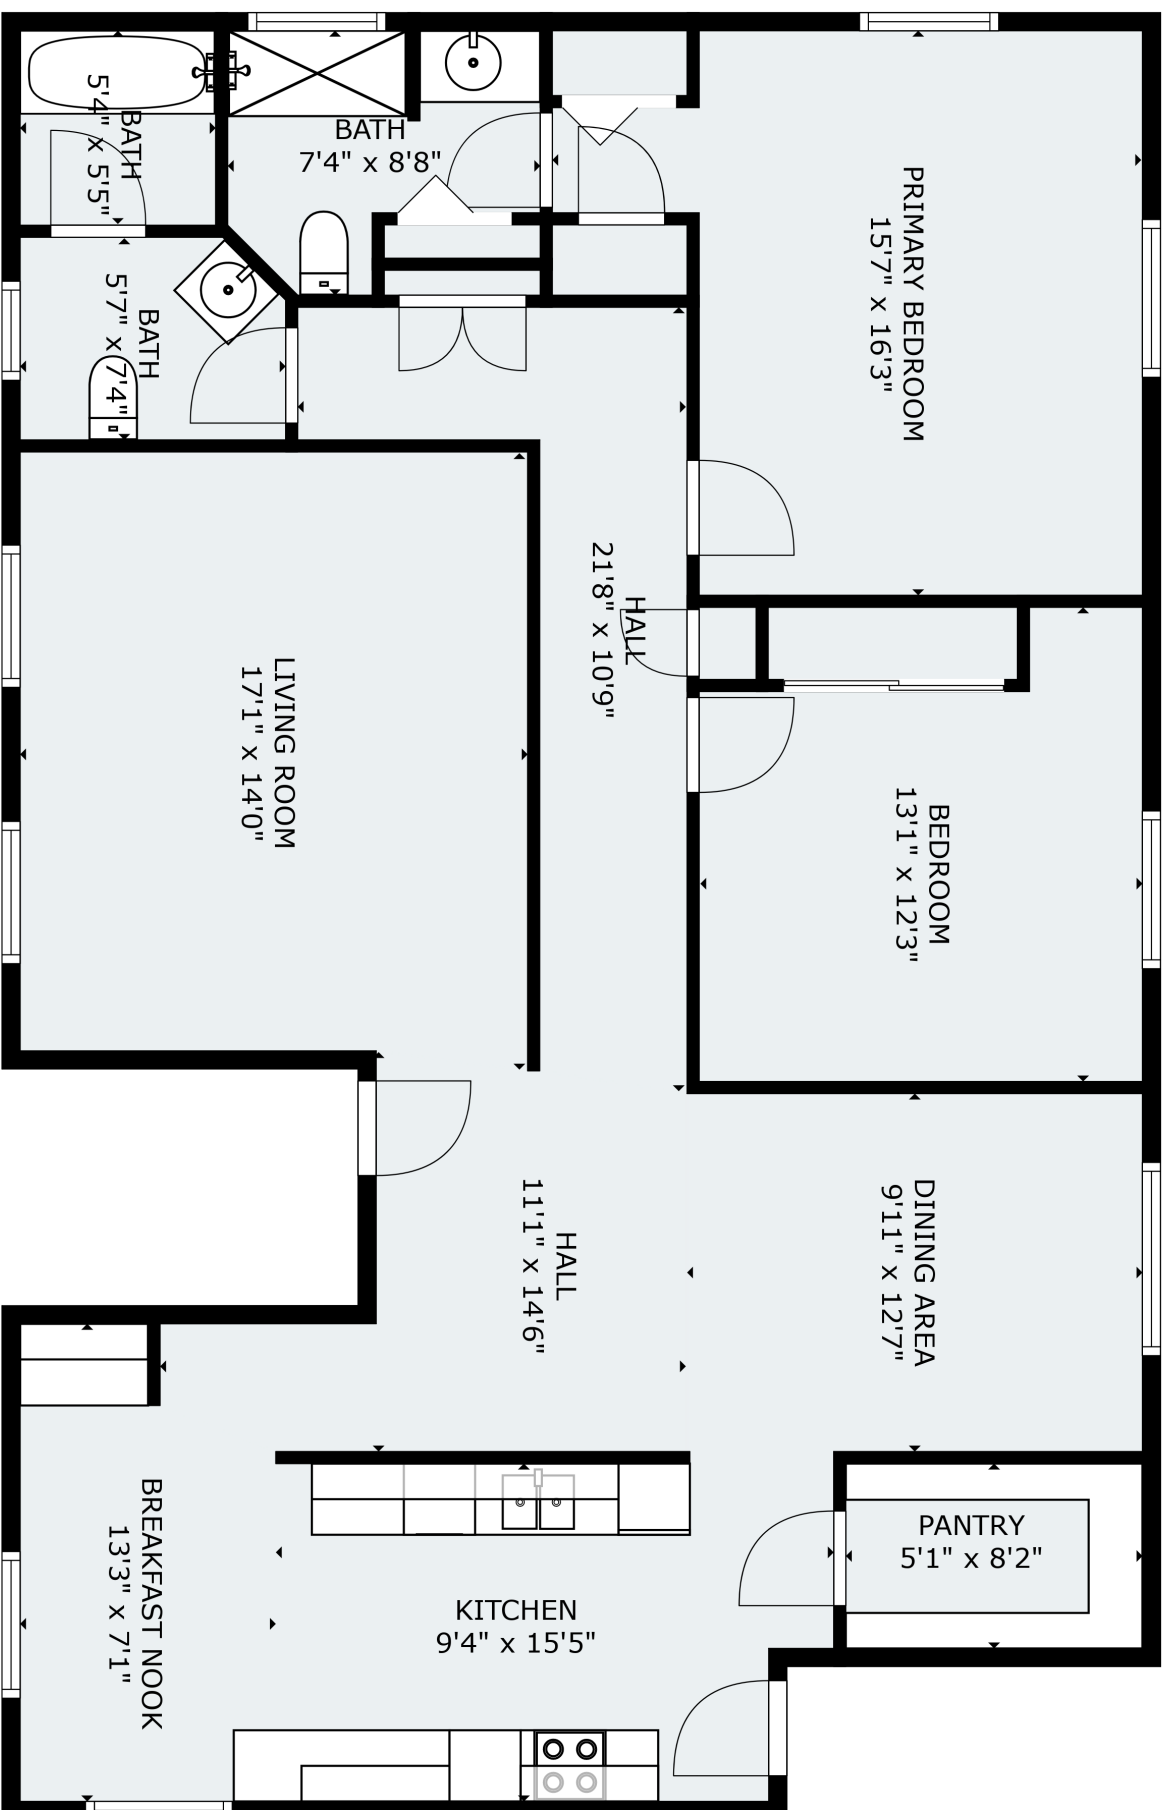 BATH
5'4" x 5'5"
BATH
7'4" x 8'8"
BATH
5'7" x 7'4"
PRIMARY BEDROOM
15'7" x 16'3"
HALL
21'8" x 10'9"
LIVING ROOM
17'1" x 14'0"
BEDROOM
13'1" x 12'3"
HALL
11'1" x 14'6"
DINING AREA
9'11" x 12'7"
BREAKFAST NOOK
13'3" x 7'1"
KITCHEN
9'4" x 15'5"
PANTRY
5'1" x 8'2"